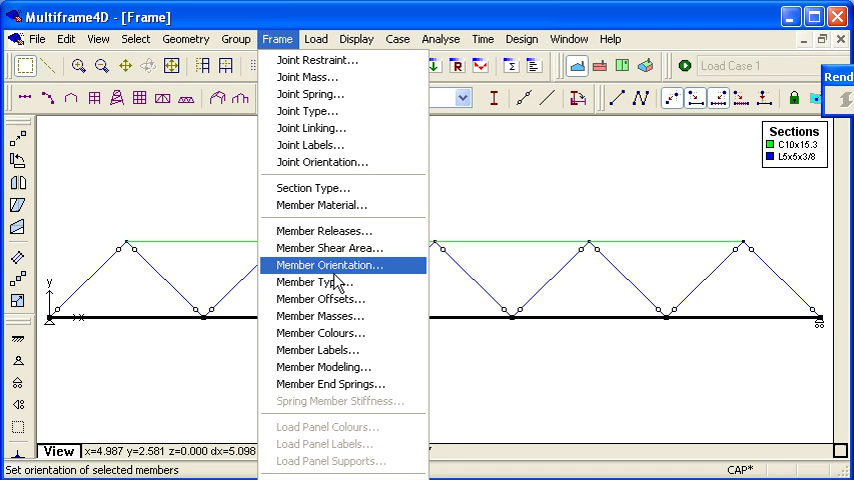 Multiframe4D - [Frame]
File Edit View Select Geometry Group Frame Load Display Case Analyse Time Design Window Help
Load Case 1
Rend
Joint Restraint...
Joint Mass...
Joint Spring...
Joint Type...
Joint Linking...
Joint Labels...
Joint Orientation...
Section Type...
Member Material...
Member Releases...
Member Shear Area...
Member Orientation...
Member Typ...
Member Offsets...
Member Masses...
Member Colours...
Member Labels...
Member Modeling...
Member End Springs...
Spring Member Stiffness...
Load Panel Colours...
Load Panel Labels...
Load Panel Supports...
Sections
C10x15.3
L5x5x3/8
y
View x=4.987 y=2.581 z=0.000 dx=5.098
Set orientation of selected members
CAP*